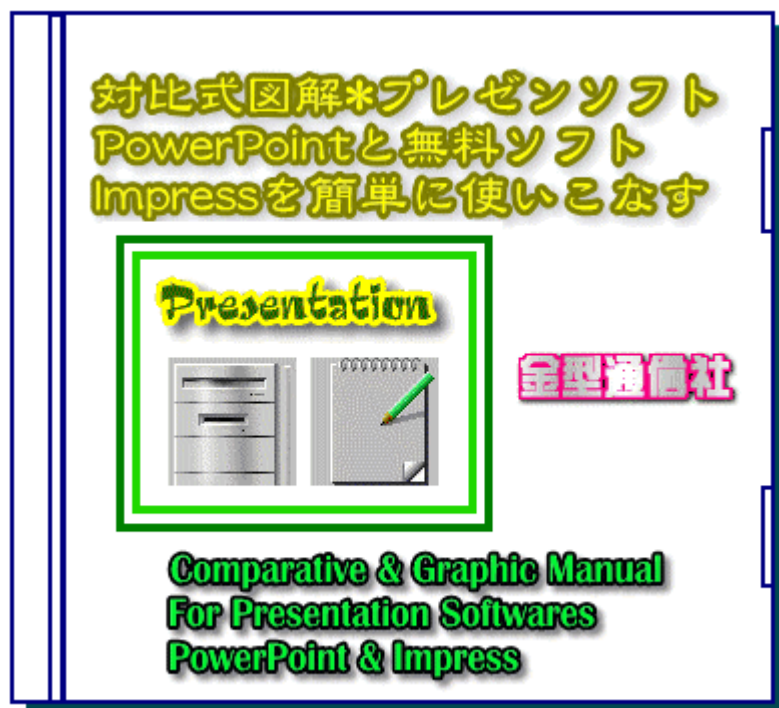 対比式図解*プレゼンソフト
PowerPointと無料ソフト
Impressを簡単に使いこなす
Presentation
金型通信社
Comparative & Graphic Manual
For Presentation Softwares
PowerPoint & Impress